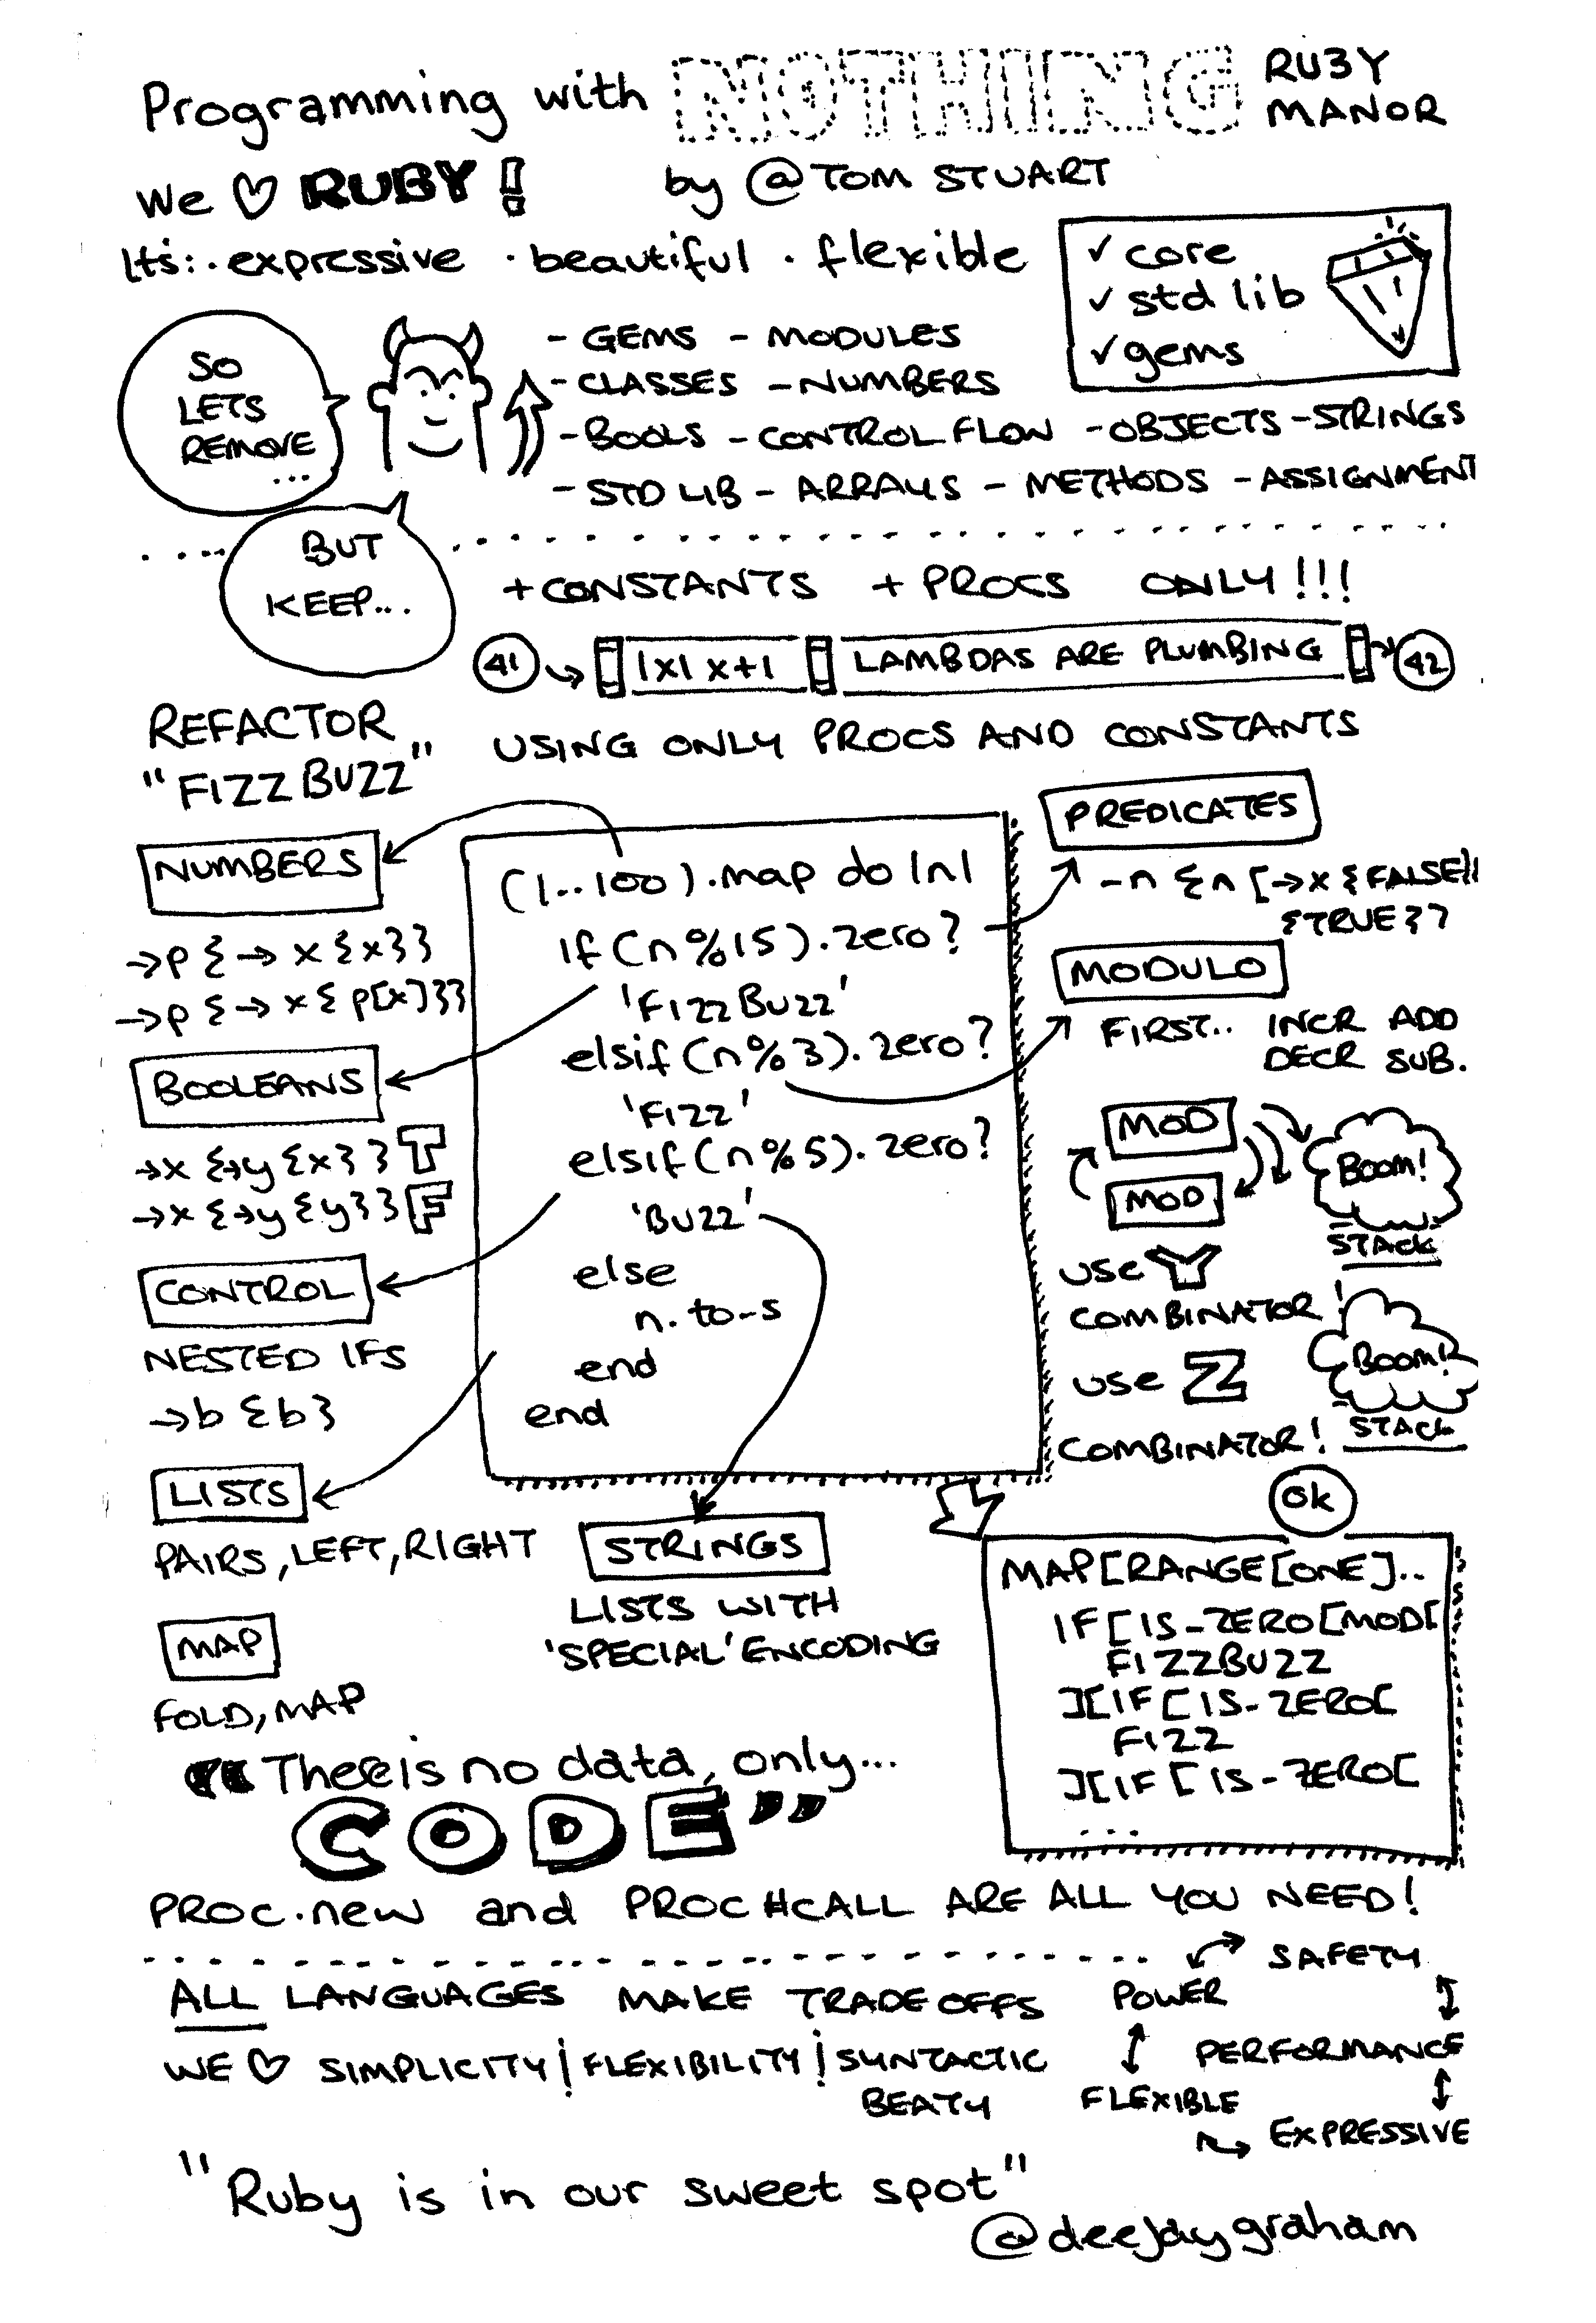 Programming with NOTHING RU3Y
MANOR
We ♡ RUBY! by @TOM STUART
It's: · expressive · beautiful · flexible
✓ core
✓ std lib
✓ gems
SO
LETS
REMOVE
...
- GEMS - MODULES
- CLASSES - NUMBERS
- BOOLS - CONTROL FLOW - OBJECTS - STRINGS
- STD LIB - ARRAYS - METHODS - ASSIGNMENT
BUT
KEEP...
+ CONSTANTS + PROCS ONLY!!!
41 |x| x+1 LAMBDAS ARE PLUMBING 42
REFACTOR
"FIZZBUZZ" USING ONLY PROCS AND CONSTANTS
NUMBERS
->p {-> x {x}}
->p {-> x { p[x]}}
BOOLEANS
->x {->y {x}} T
->x {->y {y}} F
CONTROL
NESTED IFS
->b {b}
LISTS
PAIRS, LEFT, RIGHT
MAP
FOLD, MAP
(1..100).map do |n|
if (n%15).zero?
'FizzBuzz'
elsif (n%3).zero?
'Fizz'
elsif (n%5).zero?
'Buzz'
else
n.to-s
end
end
STRINGS
LISTS WITH
'SPECIAL' ENCODING
PREDICATES
-n {n [->x {FALSE}]
{TRUE}}
MODULO
FIRST.. INCR ADD
DECR SUB.
MOD
MOD
BOOM!
STACK
USE Y
COMBINATOR!
BOOM!
STACK
USE Z
COMBINATOR!
Ok
MAP[RANGE[ONE]..
IF[IS-ZERO[MOD[
FIZZBUZZ
][IF[IS-ZERO[
FIZZ
][IF[IS-ZERO[
...
"There is no data, only...
CODE"
PROC.new and PROC#CALL ARE ALL YOU NEED!
ALL LANGUAGES MAKE TRADE OFFS
WE ♡ SIMPLICITY! FLEXIBILITY! SYNTACTIC
BEATY
SAFETY
POWER
PERFORMANCE
FLEXIBLE
EXPRESSIVE
"Ruby is in our sweet spot"
@deejaygraham